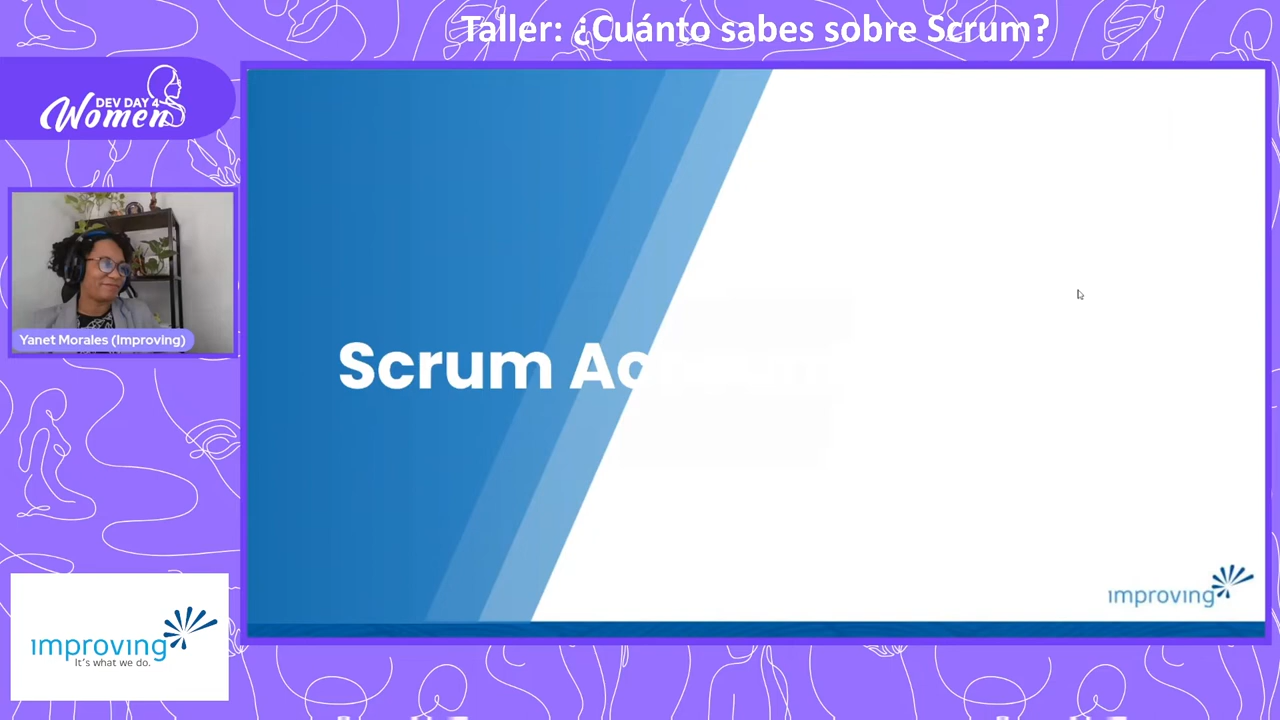 Taller: ¿Cuánto sabes sobre Scrum?
DEV DAY 4
Women
Yanet Morales (Improving)
Scrum
improving
improving
It's what we do.